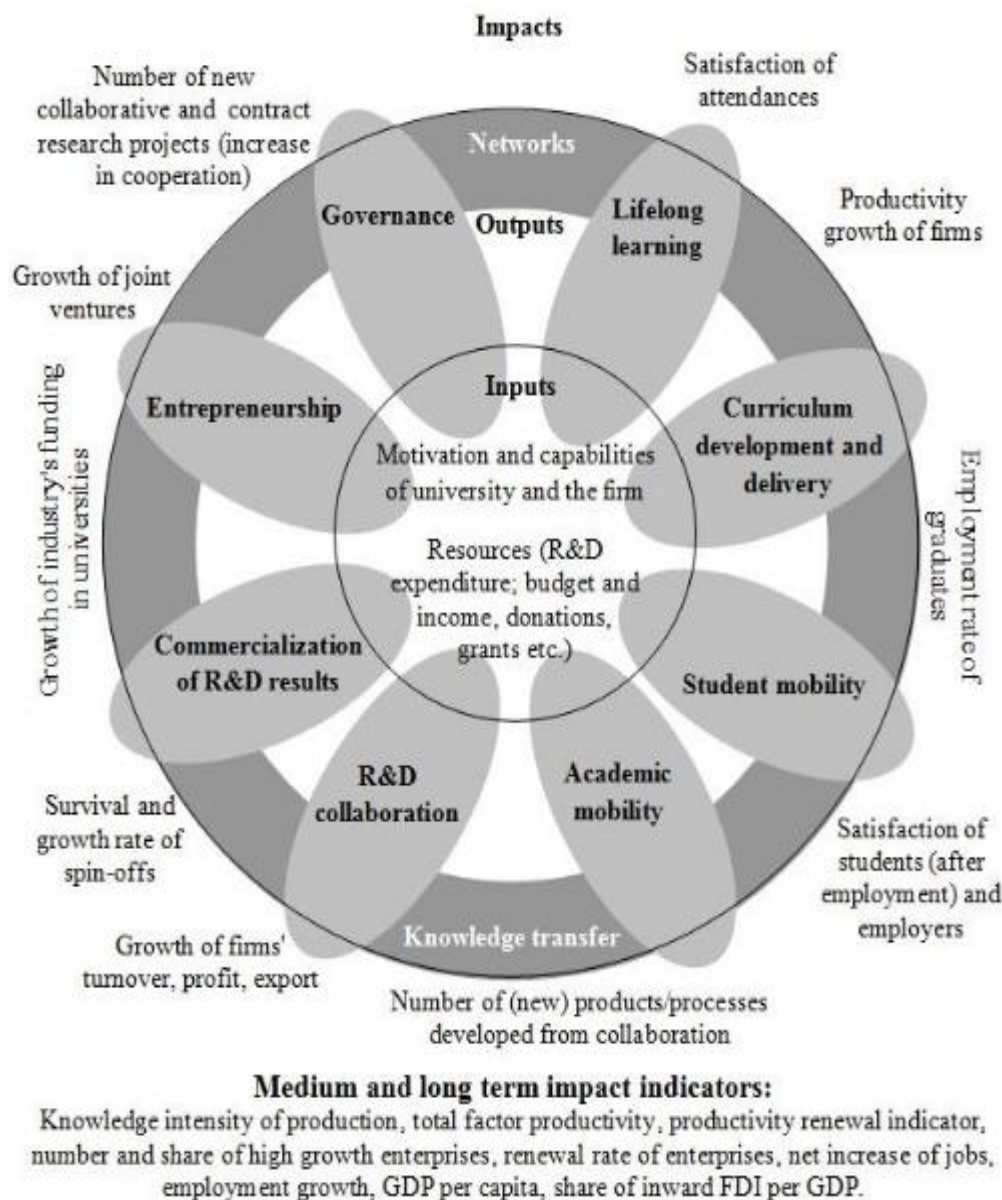 Impacts
Number of new
collaborative and contract
research projects (increase
in cooperation)
Satisfaction of
attendances
Networks
Governance
Outputs
Lifelong
learning
Productivity
growth of firms
Growth of joint
ventures
Entrepreneurship
Inputs
Curriculum
development and
delivery
Motivation and capabilities
of university and the firm
Growth of industry's funding
in universities
Employment rate of
graduates
Resources (R&D
expenditure; budget and
income, donations,
grants etc.)
Commercialization
of R&D results
Student mobility
R&D
collaboration
Academic
mobility
Survival and
growth rate of
spin-offs
Satisfaction of
students (after
employment) and
employers
Growth of firms'
turnover, profit, export
Knowledge transfer
Number of (new) products/processes
developed from collaboration
Medium and long term impact indicators:
Knowledge intensity of production, total factor productivity, productivity renewal indicator,
number and share of high growth enterprises, renewal rate of enterprises, net increase of jobs,
employment growth, GDP per capita, share of inward FDI per GDP.